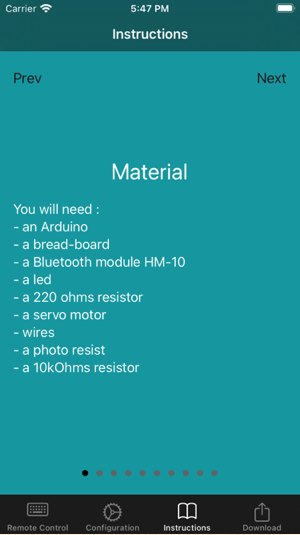 Carrier 5:47 PM
Instructions
Prev Next
Material
You will need :
- an Arduino
- a bread-board
- a Bluetooth module HM-10
- a led
- a 220 ohms resistor
- a servo motor
- wires
- a photo resist
- a 10kOhms resistor
Remote Control Configuration Instructions Download